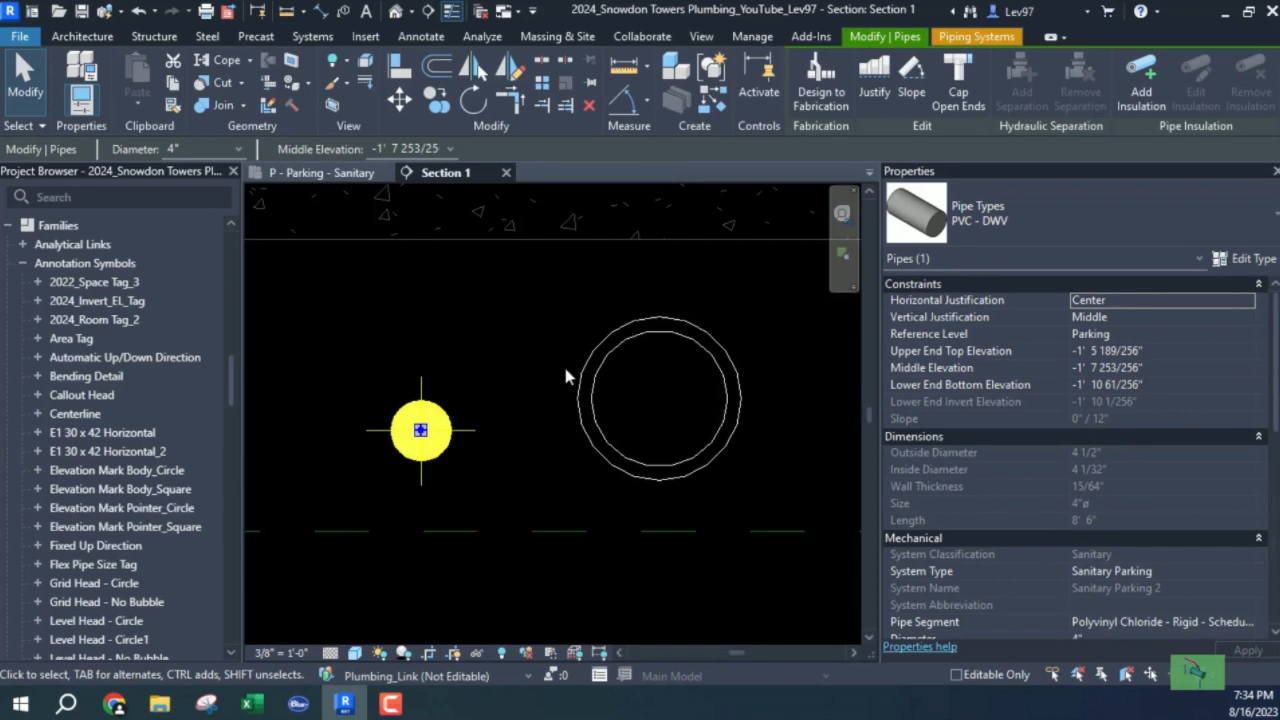 2024_Snowdon Towers Plumbing_YouTube_Lev97 - Section: Section 1
Lev97
File Architecture Structure Steel Precast Systems Insert Annotate Analyze Massing & Site Collaborate View Manage Add-Ins Modify | Pipes Piping Systems
Modify
Paste
Cope
Cut
Join
Activate
Design to Fabrication
Justify
Slope
Cap Open Ends
Add Separation
Remove Separation
Add Insulation
Edit Insulation
Remove Insulation
Select Properties Clipboard Geometry View Modify Measure Create Controls Fabrication Edit Hydraulic Separation Pipe Insulation
Modify | Pipes Diameter: 4" Middle Elevation: -1' 7 253/25
Project Browser - 2024_Snowdon Towers Pl...
Search
Families
Analytical Links
Annotation Symbols
2022_Space Tag_3
2024_Invert_EL_Tag
2024_Room Tag_2
Area Tag
Automatic Up/Down Direction
Bending Detail
Callout Head
Centerline
E1 30 x 42 Horizontal
E1 30 x 42 Horizontal_2
Elevation Mark Body_Circle
Elevation Mark Body_Square
Elevation Mark Pointer_Circle
Elevation Mark Pointer_Square
Fixed Up Direction
Flex Pipe Size Tag
Grid Head - Circle
Grid Head - No Bubble
Level Head - Circle
Level Head - Circle1
Level Head - No Bubble
P - Parking - Sanitary
Section 1
3/8" = 1'-0"
Properties
Pipe Types
PVC - DWV
Pipes (1)
Edit Type
Constraints
Horizontal Justification Center
Vertical Justification Middle
Reference Level Parking
Upper End Top Elevation -1' 5 189/256"
Middle Elevation -1' 7 253/256"
Lower End Bottom Elevation -1' 10 61/256"
Lower End Invert Elevation -1' 10 1/256"
Slope 0" / 12"
Dimensions
Outside Diameter 4 1/2"
Inside Diameter 4 1/32"
Wall Thickness 15/64"
Size 4"ø
Length 8' 6"
Mechanical
System Classification Sanitary
System Type Sanitary Parking
System Name Sanitary Parking 2
System Abbreviation
Pipe Segment Polyvinyl Chloride - Rigid - Schedu...
Diameter 4"
Properties help
Apply
Click to select, TAB for alternates, CTRL adds, SHIFT unselects.
Plumbing_Link (Not Editable)
:0
Main Model
Editable Only
7:34 PM
8/16/2023